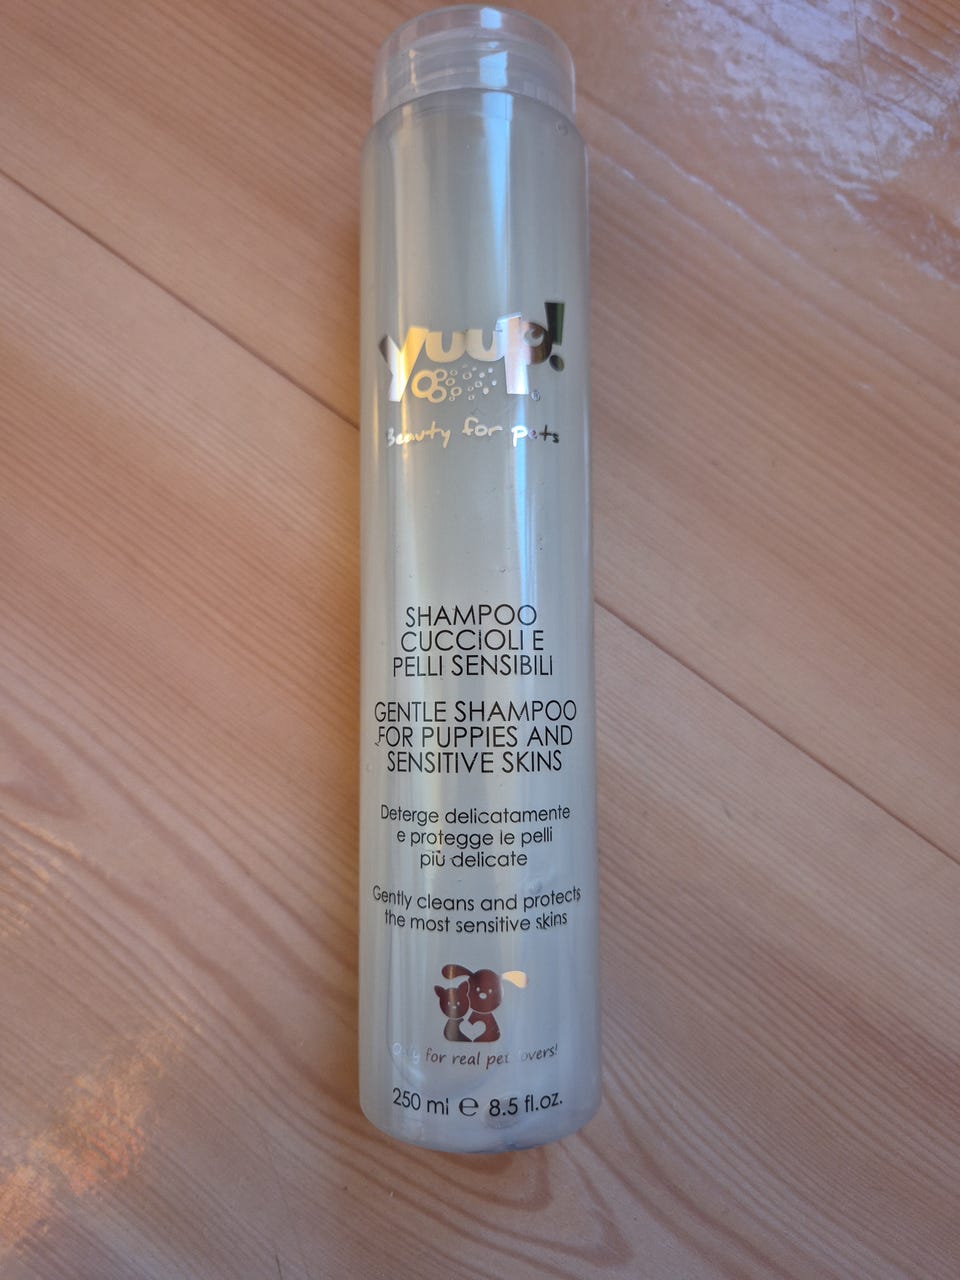 yuup!
®
Beauty for pets
SHAMPOO
CUCCIOLI E
PELLI SENSIBILI
GENTLE SHAMPOO
FOR PUPPIES AND
SENSITIVE SKINS
Deterge delicatamente
e protegge le pelli
più delicate
Gently cleans and protects
the most sensitive skins
Only for real pet lovers!
250 ml ℮ 8.5 fl.oz.